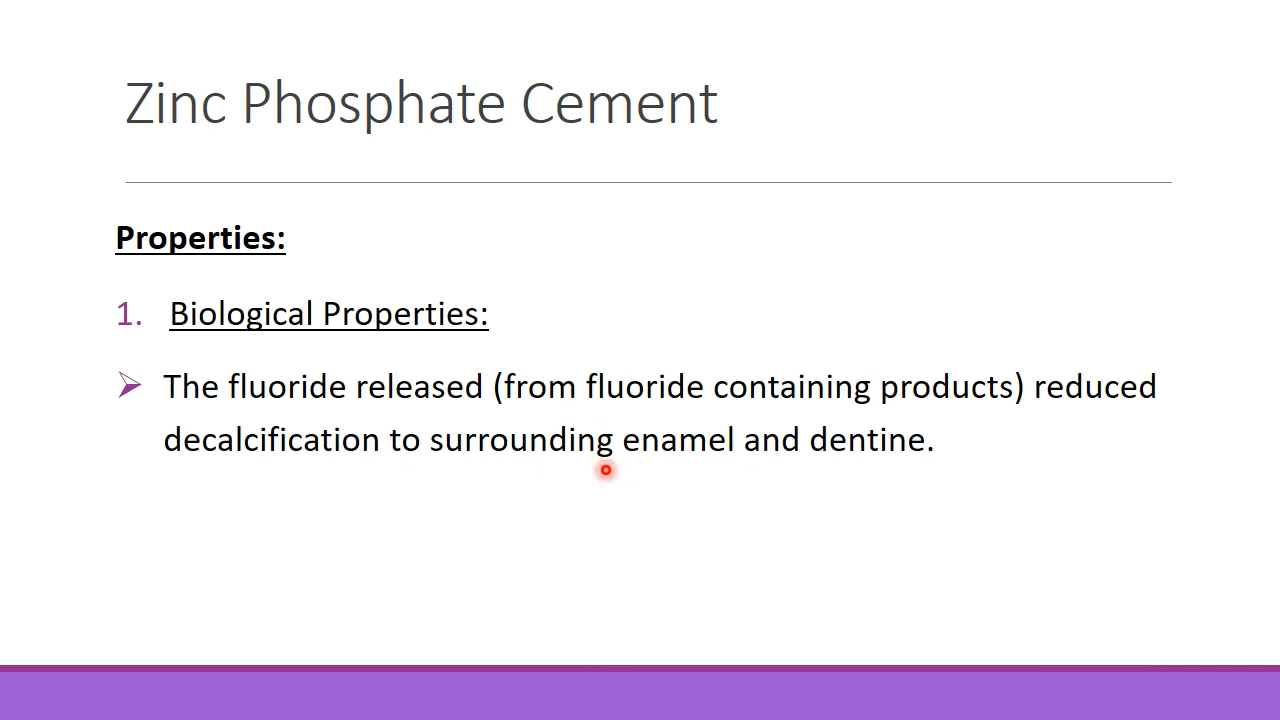 Zinc Phosphate Cement
Properties:
1. Biological Properties:
➢ The fluoride released (from fluoride containing products) reduced
decalcification to surrounding enamel and dentine.